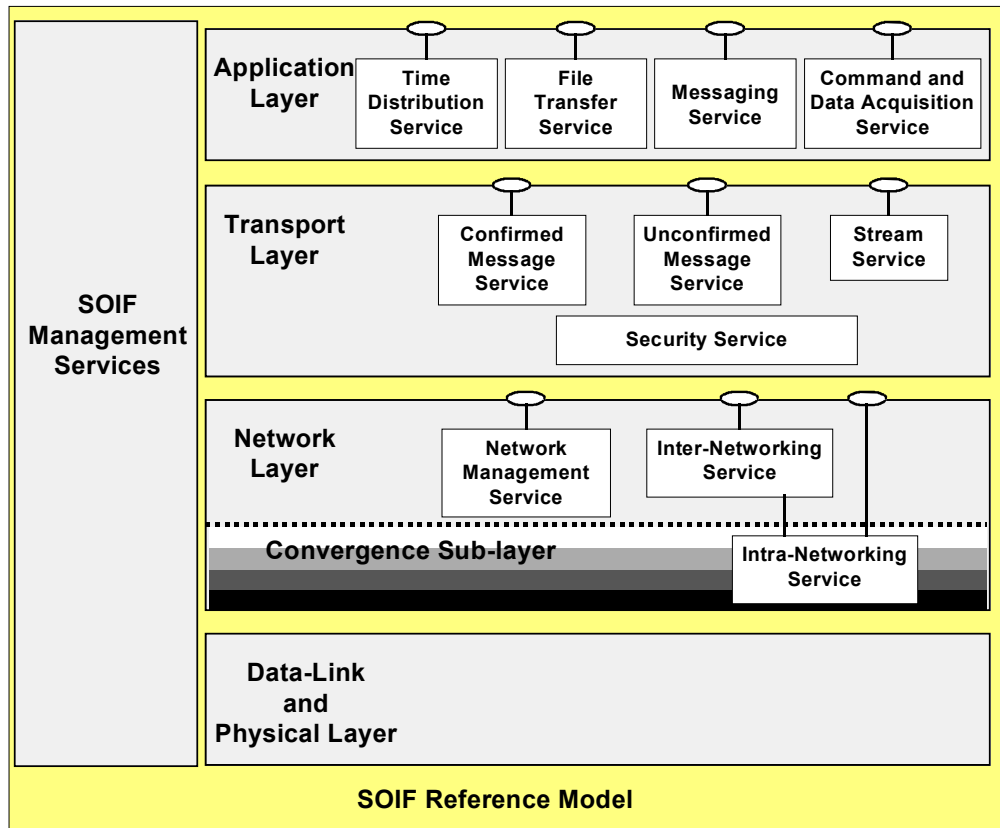 SOIF
Management
Services
Application
Layer
Time
Distribution
Service
File
Transfer
Service
Messaging
Service
Command and
Data Acquisition
Service
Transport
Layer
Confirmed
Message
Service
Unconfirmed
Message
Service
Stream
Service
Security Service
Network
Layer
Network
Management
Service
Inter-Networking
Service
Convergence Sub-layer
Intra-Networking
Service
Data-Link
and
Physical Layer
SOIF Reference Model